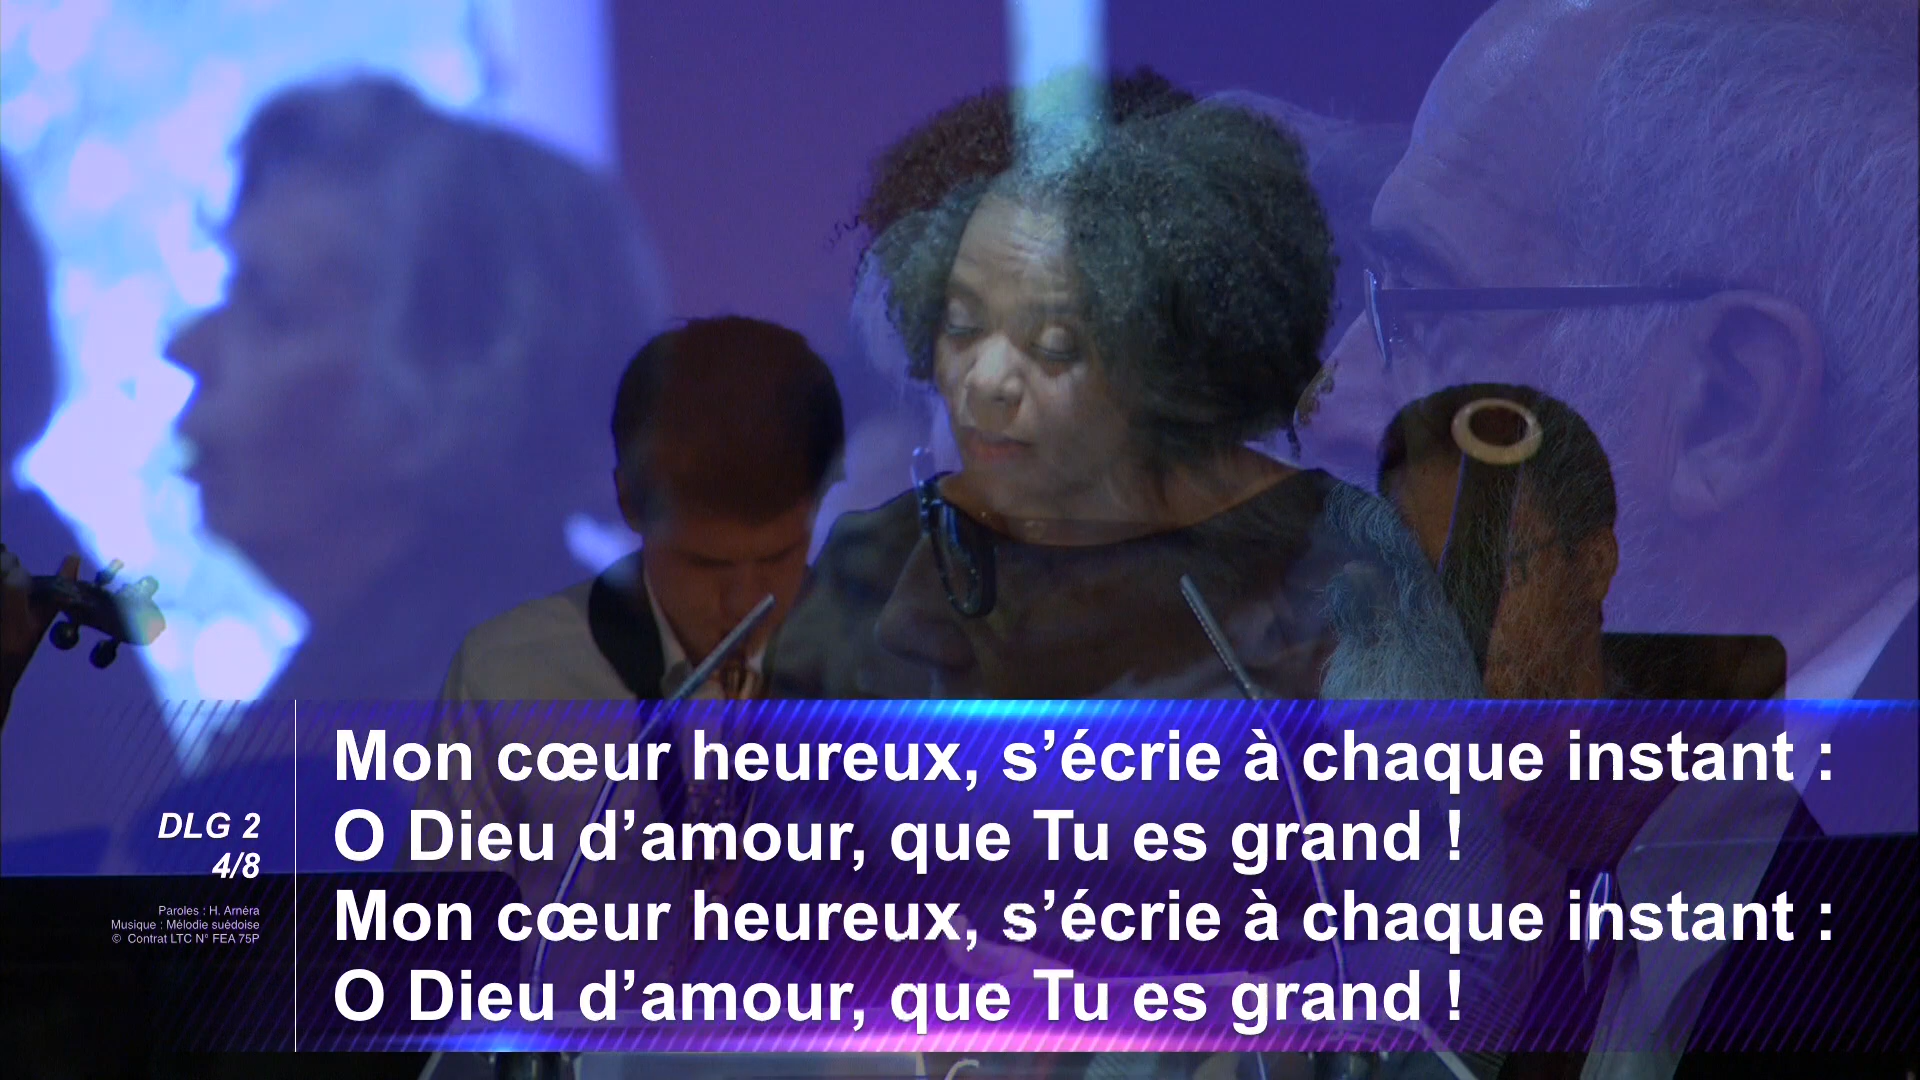 Mon cœur heureux, s’écrie à chaque instant :
O Dieu d’amour, que Tu es grand !
Mon cœur heureux, s’écrie à chaque instant :
O Dieu d’amour, que Tu es grand !
DLG 2
4/8
Paroles : H. Arnéra
Musique : Mélodie suédoise
© Contrat LTC N° FEA 75P